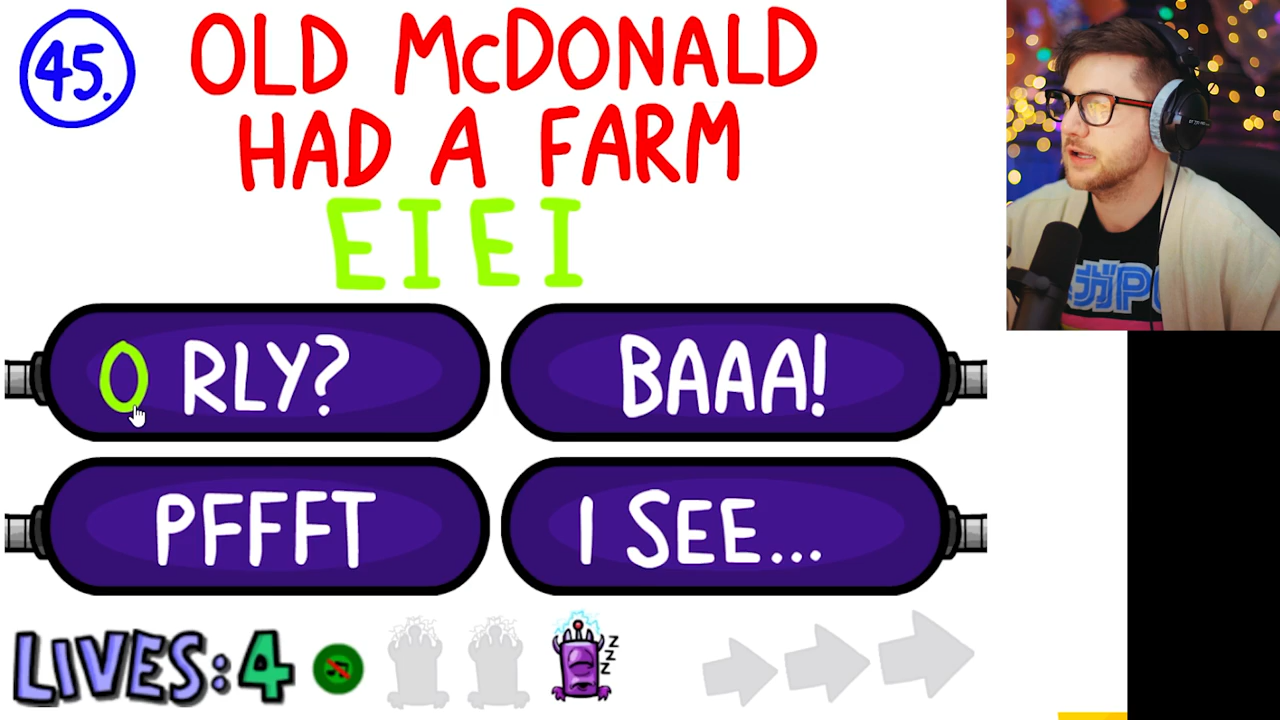 45.
OLD McDONALD
HAD A FARM
EIEI
O RLY?
BAAA!
PFFFT
I SEE...
LIVES: 4
z
z
z